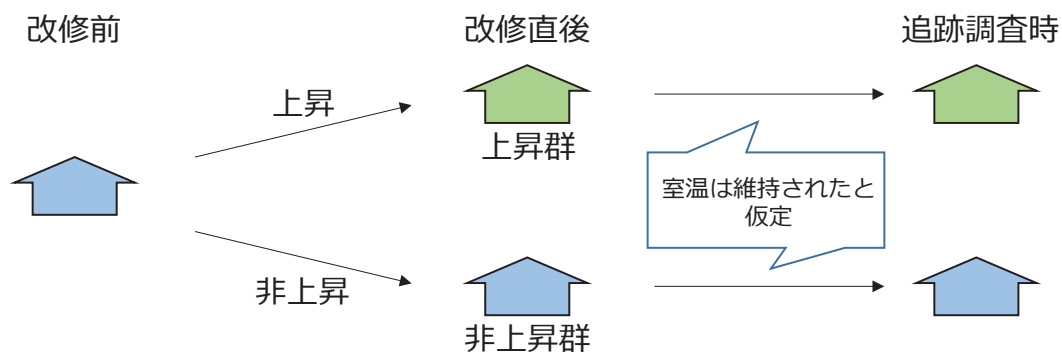 改修前
改修直後
追跡調査時
上昇
上昇群
室温は維持されたと
仮定
非上昇
非上昇群